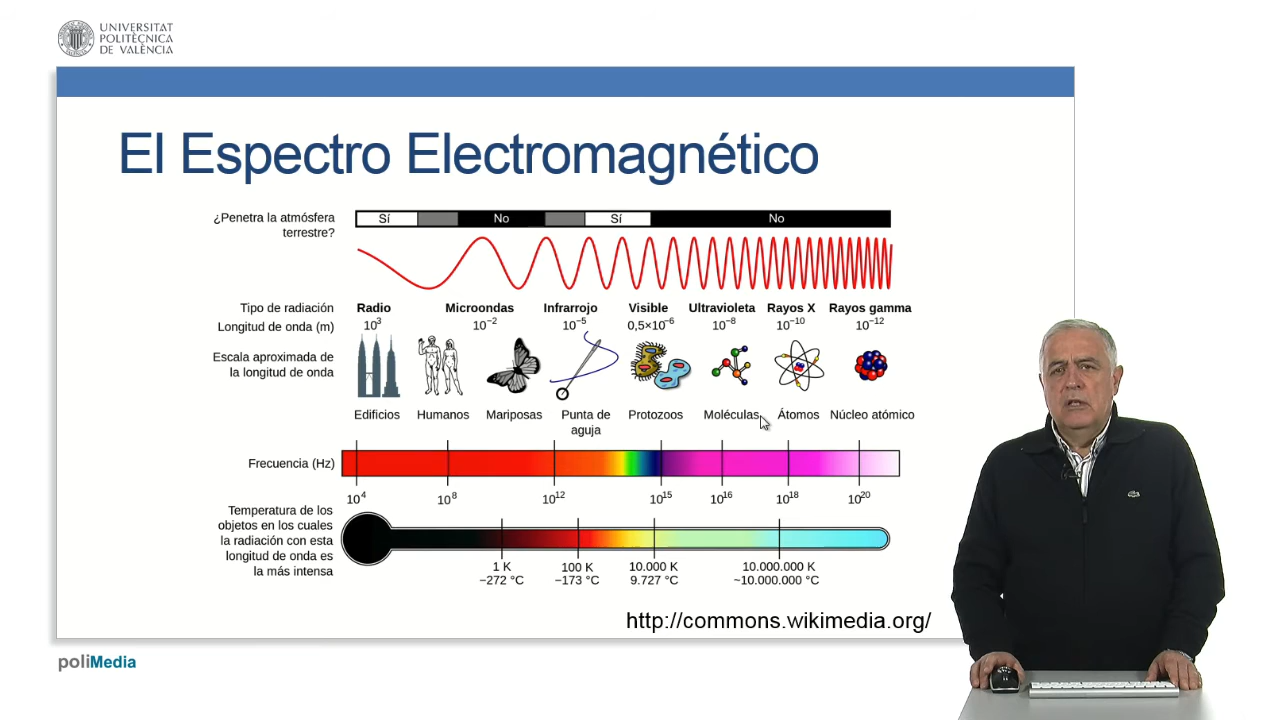 UNIVERSITAT
POLITÈCNICA
DE VALÈNCIA
El Espectro Electromagnético
¿Penetra la atmósfera
terrestre?
Sí No Sí No
Tipo de radiación Radio Microondas Infrarrojo Visible Ultravioleta Rayos X Rayos gamma
Longitud de onda (m) 10³ 10⁻² 10⁻⁵ 0,5×10⁻⁶ 10⁻⁸ 10⁻¹⁰ 10⁻¹²
Escala aproximada de
la longitud de onda
Edificios Humanos Mariposas Punta de Protozoos Moléculas Átomos Núcleo atómico
aguja
Frecuencia (Hz)
10⁴ 10⁸ 10¹² 10¹⁵ 10¹⁶ 10¹⁸ 10²⁰
Temperatura de los
objetos en los cuales
la radiación con esta
longitud de onda es
la más intensa
1 K 100 K 10.000 K 10.000.000 K
−272 °C −173 °C 9.727 °C ~10.000.000 °C
http://commons.wikimedia.org/
poliMedia